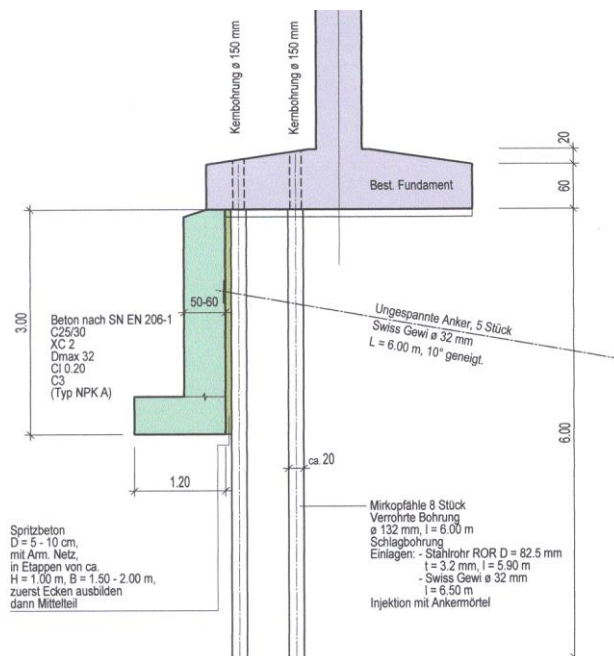 Kernbohrung ø 150 mm
Kernbohrung ø 150 mm
20
60
Best. Fundament
3.00
50-60
Beton nach SN EN 206-1
C25/30
XC 2
Dmax 32
Cl 0.20
C3
(Typ NPK A)
Ungespannte Anker, 5 Stück
Swiss Gewi ø 32 mm
L = 6.00 m, 10° geneigt.
6.00
1.20
ca. 20
Spritzbeton
D = 5 - 10 cm,
mit Arm. Netz,
in Etappen von ca.
H = 1.00 m, B = 1.50 - 2.00 m,
zuerst Ecken ausbilden
dann Mittelteil
Mirkopfähle 8 Stück
Verrohrte Bohrung
ø 132 mm, l = 6.00 m
Schlagbohrung
Einlagen: - Stahlrohr ROR D = 82.5 mm
t = 3.2 mm, l = 5.90 m
- Swiss Gewi ø 32 mm
l = 6.50 m
Injektion mit Ankermörtel